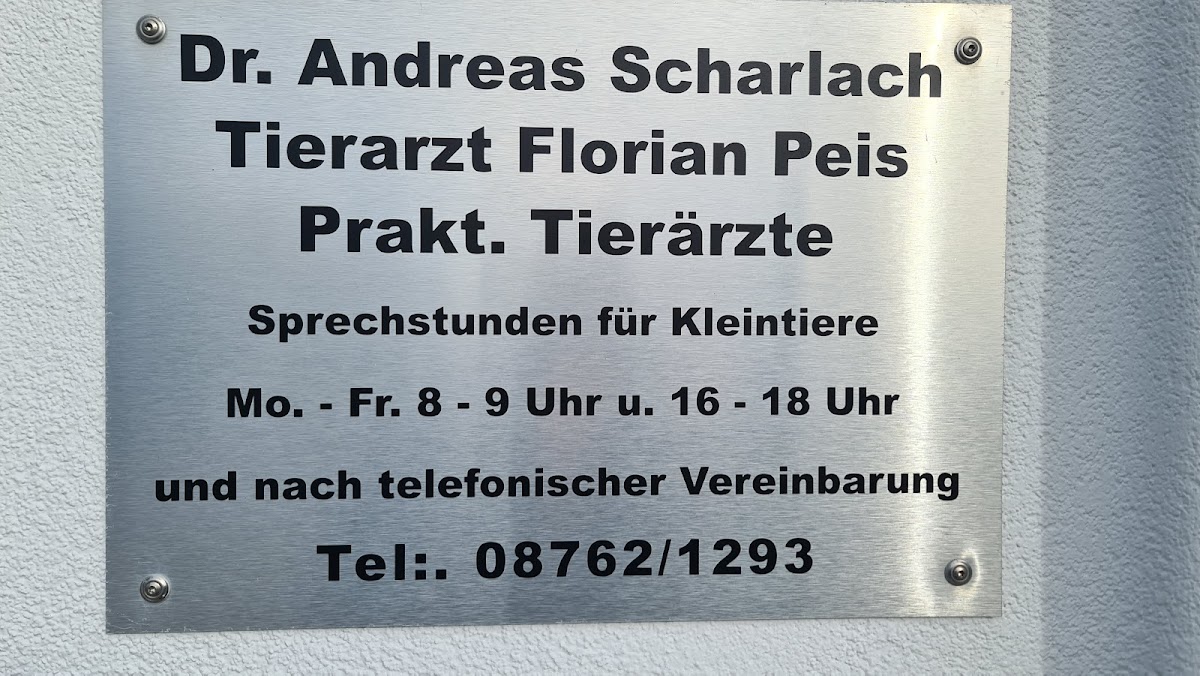 Dr. Andreas Scharlach
Tierarzt Florian Peis
Prakt. Tierärzte
Sprechstunden für Kleintiere
Mo. - Fr. 8 - 9 Uhr u. 16 - 18 Uhr
und nach telefonischer Vereinbarung
Tel:. 08762/1293